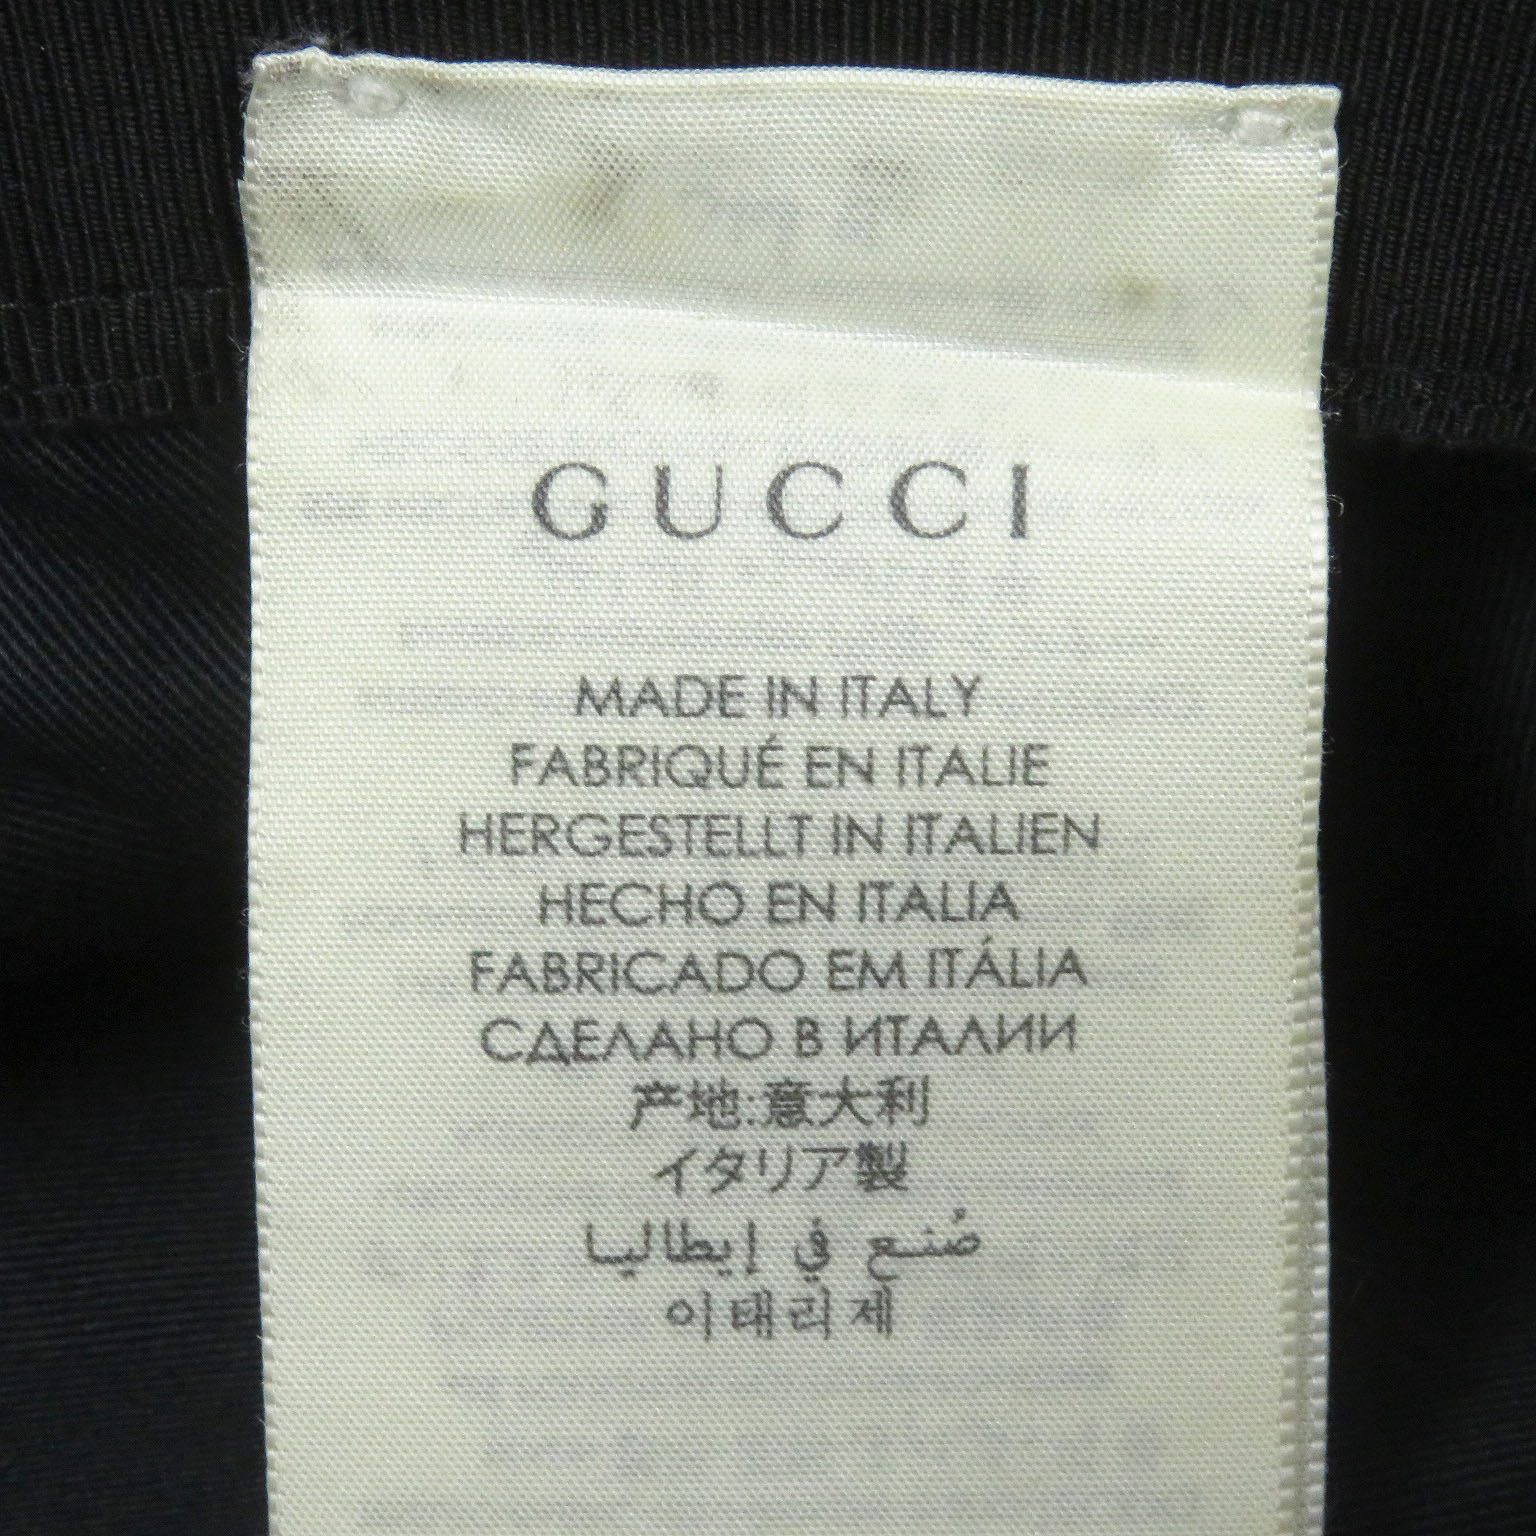 GUCCI
MADE IN ITALY
FABRIQUÉ EN ITALIE
HERGESTELLT IN ITALIEN
HECHO EN ITALIA
FABRICADO EM ITÁLIA
СДЕЛАНО В ИТАЛИИ
产地:意大利
イタリア製
صُنع في إيطاليا
이태리제